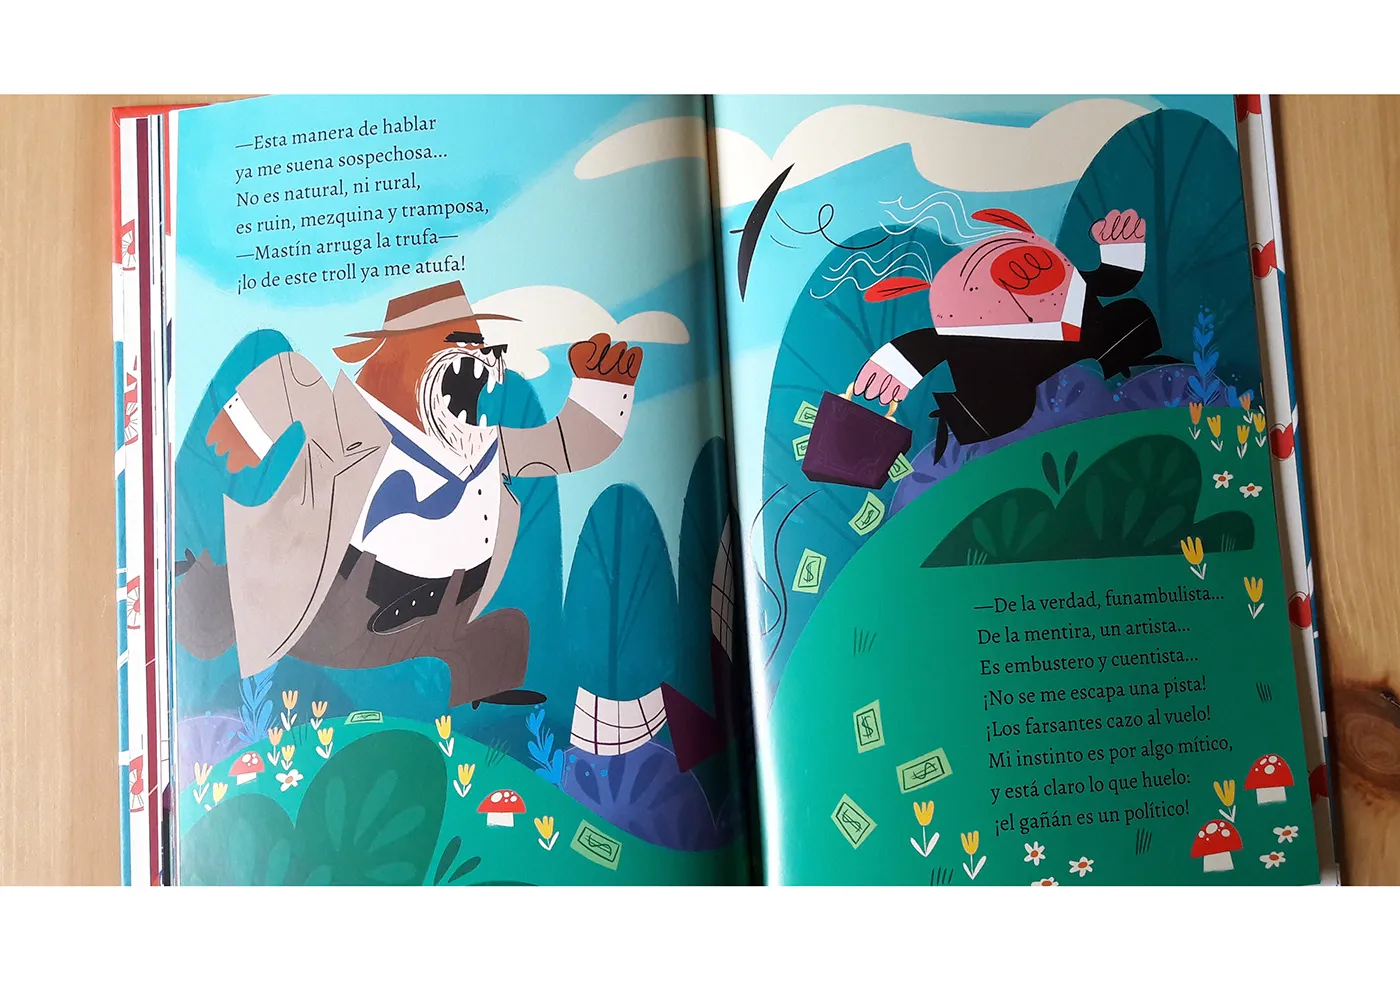 —Esta manera de hablar
ya me suena sospechosa...
No es natural, ni rural,
es ruin, mezquina y tramposa,
—Mastín arruga la trufa—
¡lo de este troll ya me atufa!
—De la verdad, funambulista...
De la mentira, un artista...
Es embustero y cuentista...
¡No se me escapa una pista!
¡Los farsantes cazo al vuelo!
Mi instinto es por algo mítico,
y está claro lo que huelo:
¡el gañán es un político!